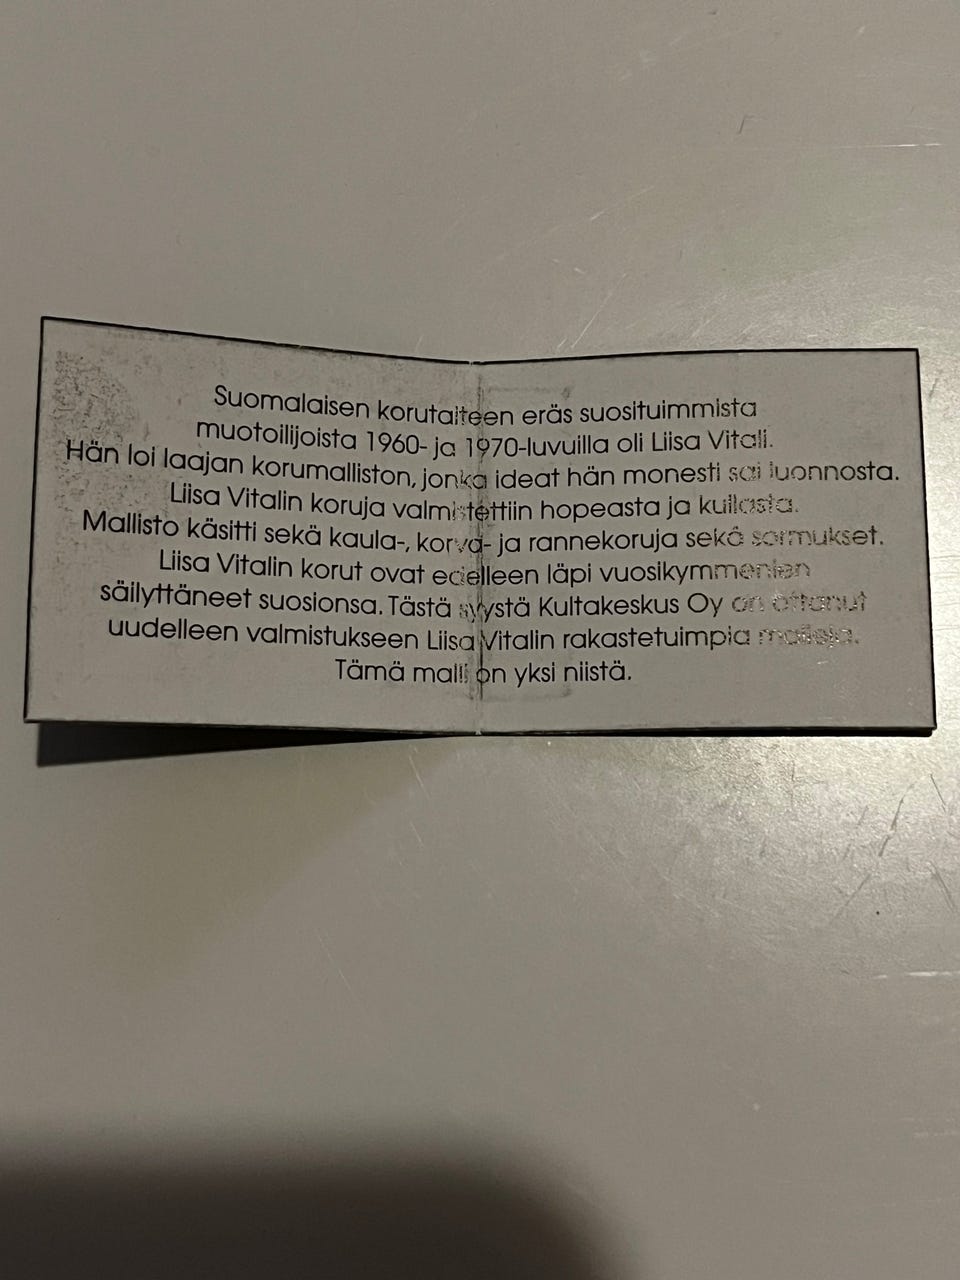 Suomalaisen korutaiteen eräs suosituimmista
muotoilijoista 1960- ja 1970-luvuilla oli Liisa Vitali.
Hän loi laajan korumalliston, jonka ideat hän monesti sai luonnosta.
Liisa Vitalin koruja valmistettiin hopeasta ja kullasta.
Mallisto käsitti sekä kaula-, korva- ja rannekoruja sekä sormukset.
Liisa Vitalin korut ovat edelleen läpi vuosikymmenien
säilyttäneet suosionsa. Tästä syystä Kultakeskus Oy on ottanut
uudelleen valmistukseen Liisa Vitalin rakastetuimpia malleja.
Tämä malli on yksi niistä.